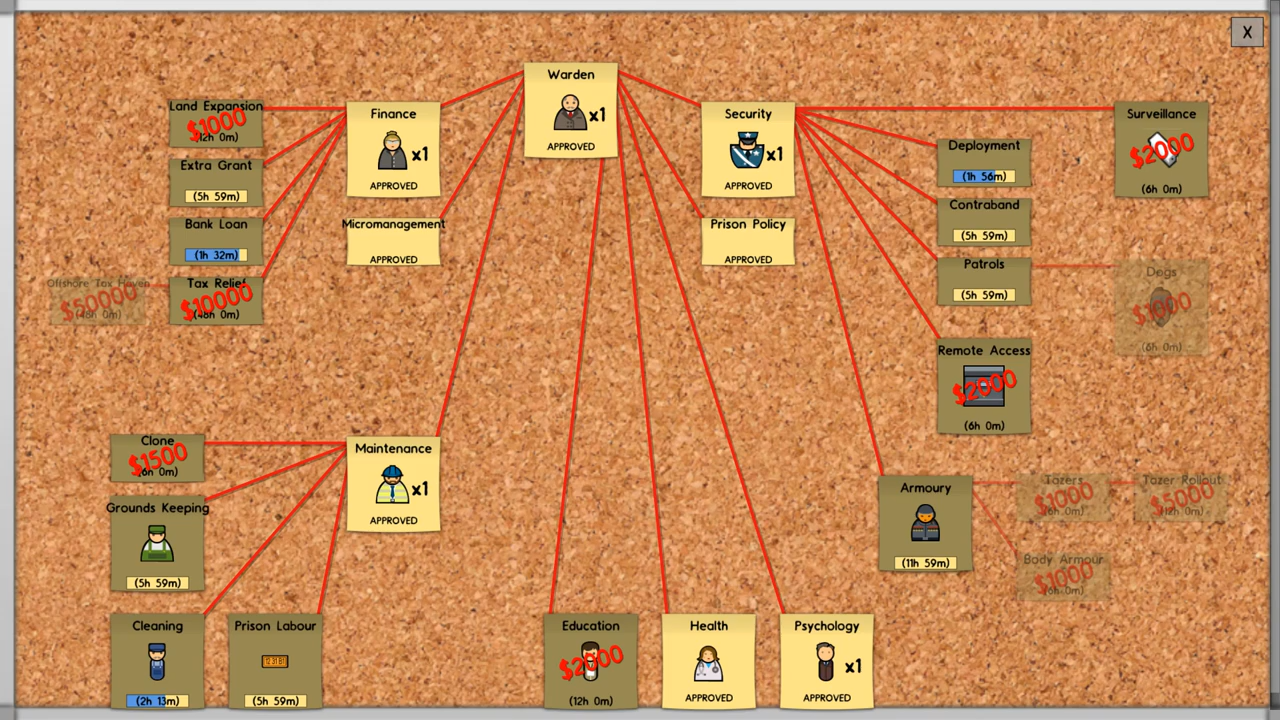 X
Warden
x1
APPROVED
Land Expansion
$1000
(12h 0m)
Finance
x1
APPROVED
Security
x1
APPROVED
Surveillance
$2000
(6h 0m)
Extra Grant
(5h 59m)
Deployment
(1h 56m)
Bank Loan
(1h 32m)
Micromanagement
APPROVED
Prison Policy
APPROVED
Contraband
(5h 59m)
Offshore Tax Haven
$50000
(48h 0m)
Tax Relief
$10000
(48h 0m)
Patrols
(5h 59m)
Dogs
$1000
(6h 0m)
Remote Access
$2000
(6h 0m)
Clone
$1500
(6h 0m)
Maintenance
x1
APPROVED
Grounds Keeping
(5h 59m)
Armoury
(11h 59m)
Tazers
$1000
(6h 0m)
Tazer Rollout
$5000
(12h 0m)
Body Armour
$1000
(6h 0m)
Cleaning
(2h 13m)
Prison Labour
(5h 59m)
Education
$2000
(12h 0m)
Health
APPROVED
Psychology
x1
APPROVED